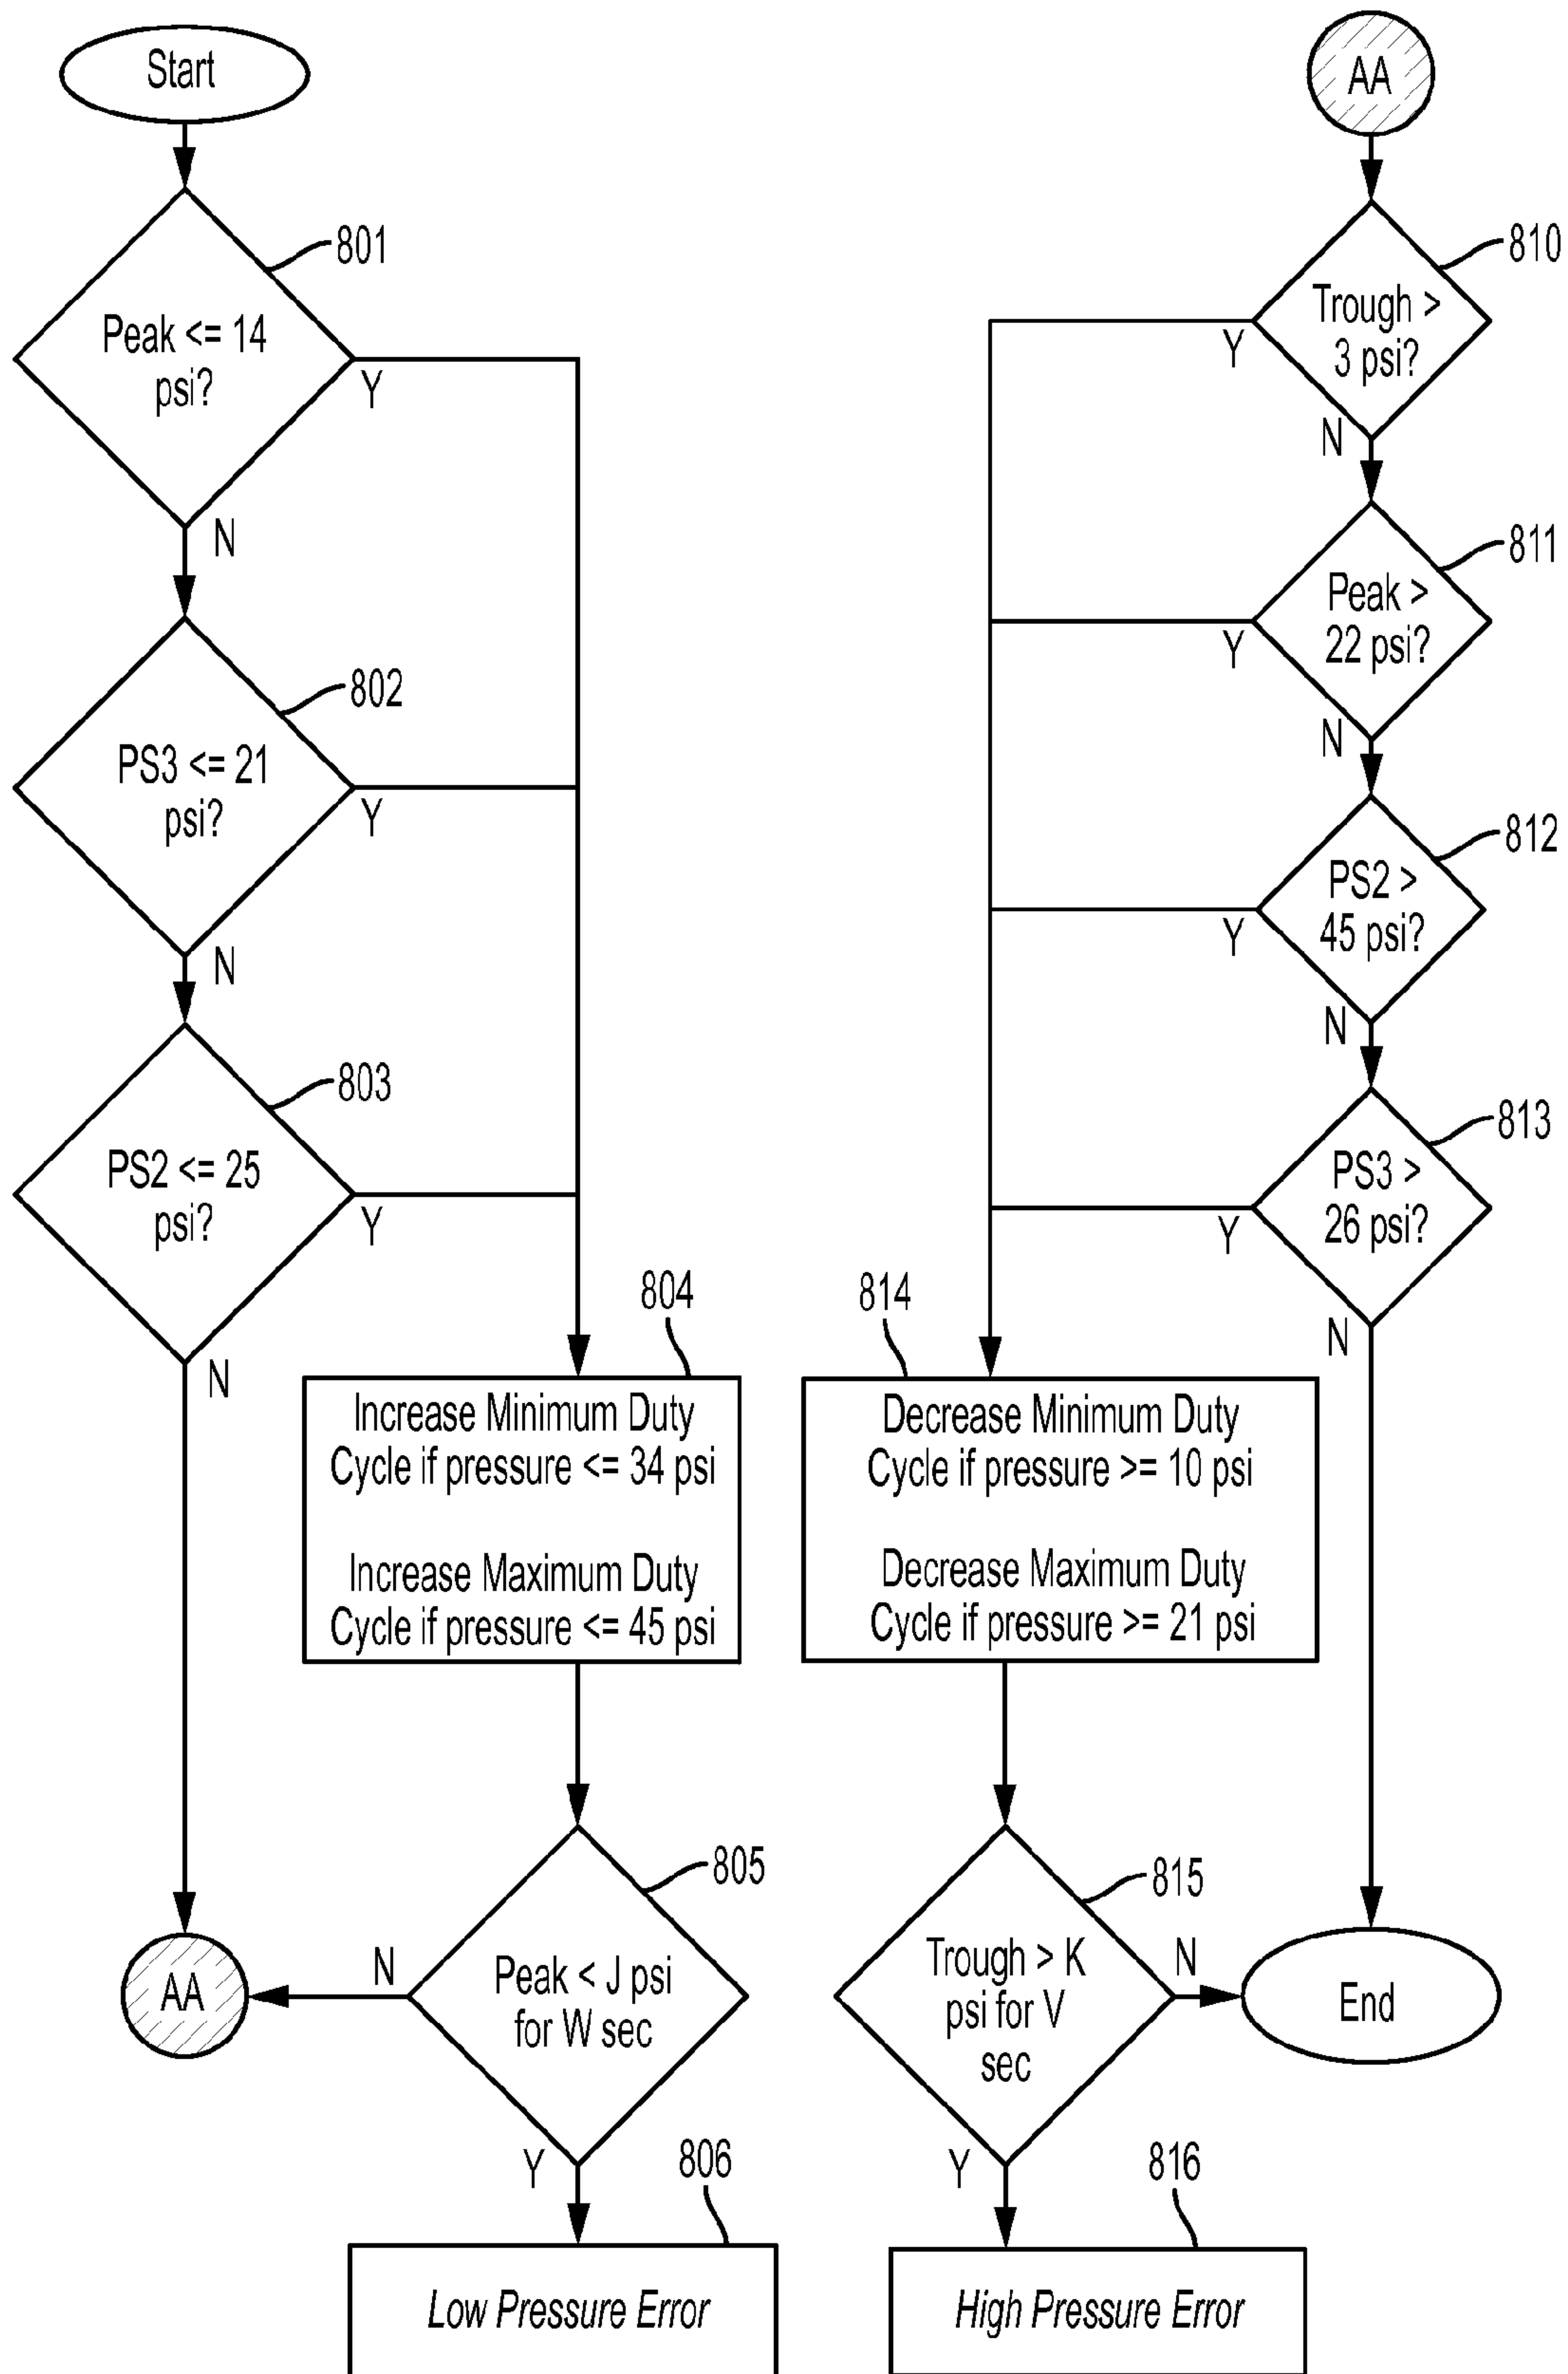 Start
801
Peak <= 14
psi?
Y
N
802
PS3 <= 21
psi?
Y
N
803
PS2 <= 25
psi?
Y
N
804
Increase Minimum Duty
Cycle if pressure <= 34 psi
Increase Maximum Duty
Cycle if pressure <= 45 psi
805
Peak < J psi
for W sec
N
AA
Y
806
Low Pressure Error
AA
810
Trough >
3 psi?
Y
N
811
Peak >
22 psi?
Y
N
812
PS2 >
45 psi?
Y
N
813
PS3 >
26 psi?
Y
N
814
Decrease Minimum Duty
Cycle if pressure >= 10 psi
Decrease Maximum Duty
Cycle if pressure >= 21 psi
815
Trough > K
psi for V
sec
N
End
Y
816
High Pressure Error